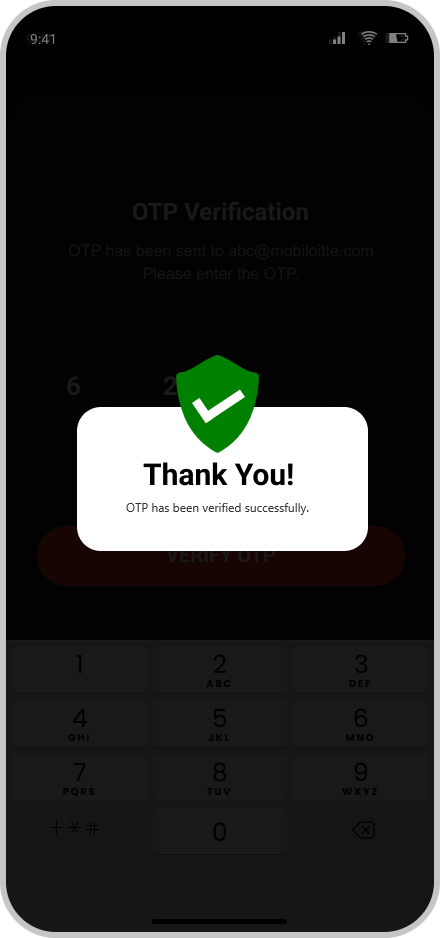 9:41
OTP Verification
OTP has been sent to abc@mobiloitte.com
Please enter the OTP.
6 2
Thank You!
OTP has been verified successfully.
VERIFY OTP
1 2 3
ABC DEF
4 5 6
GHI JKL MNO
7 8 9
PQRS TUV WXYZ
+*# 0